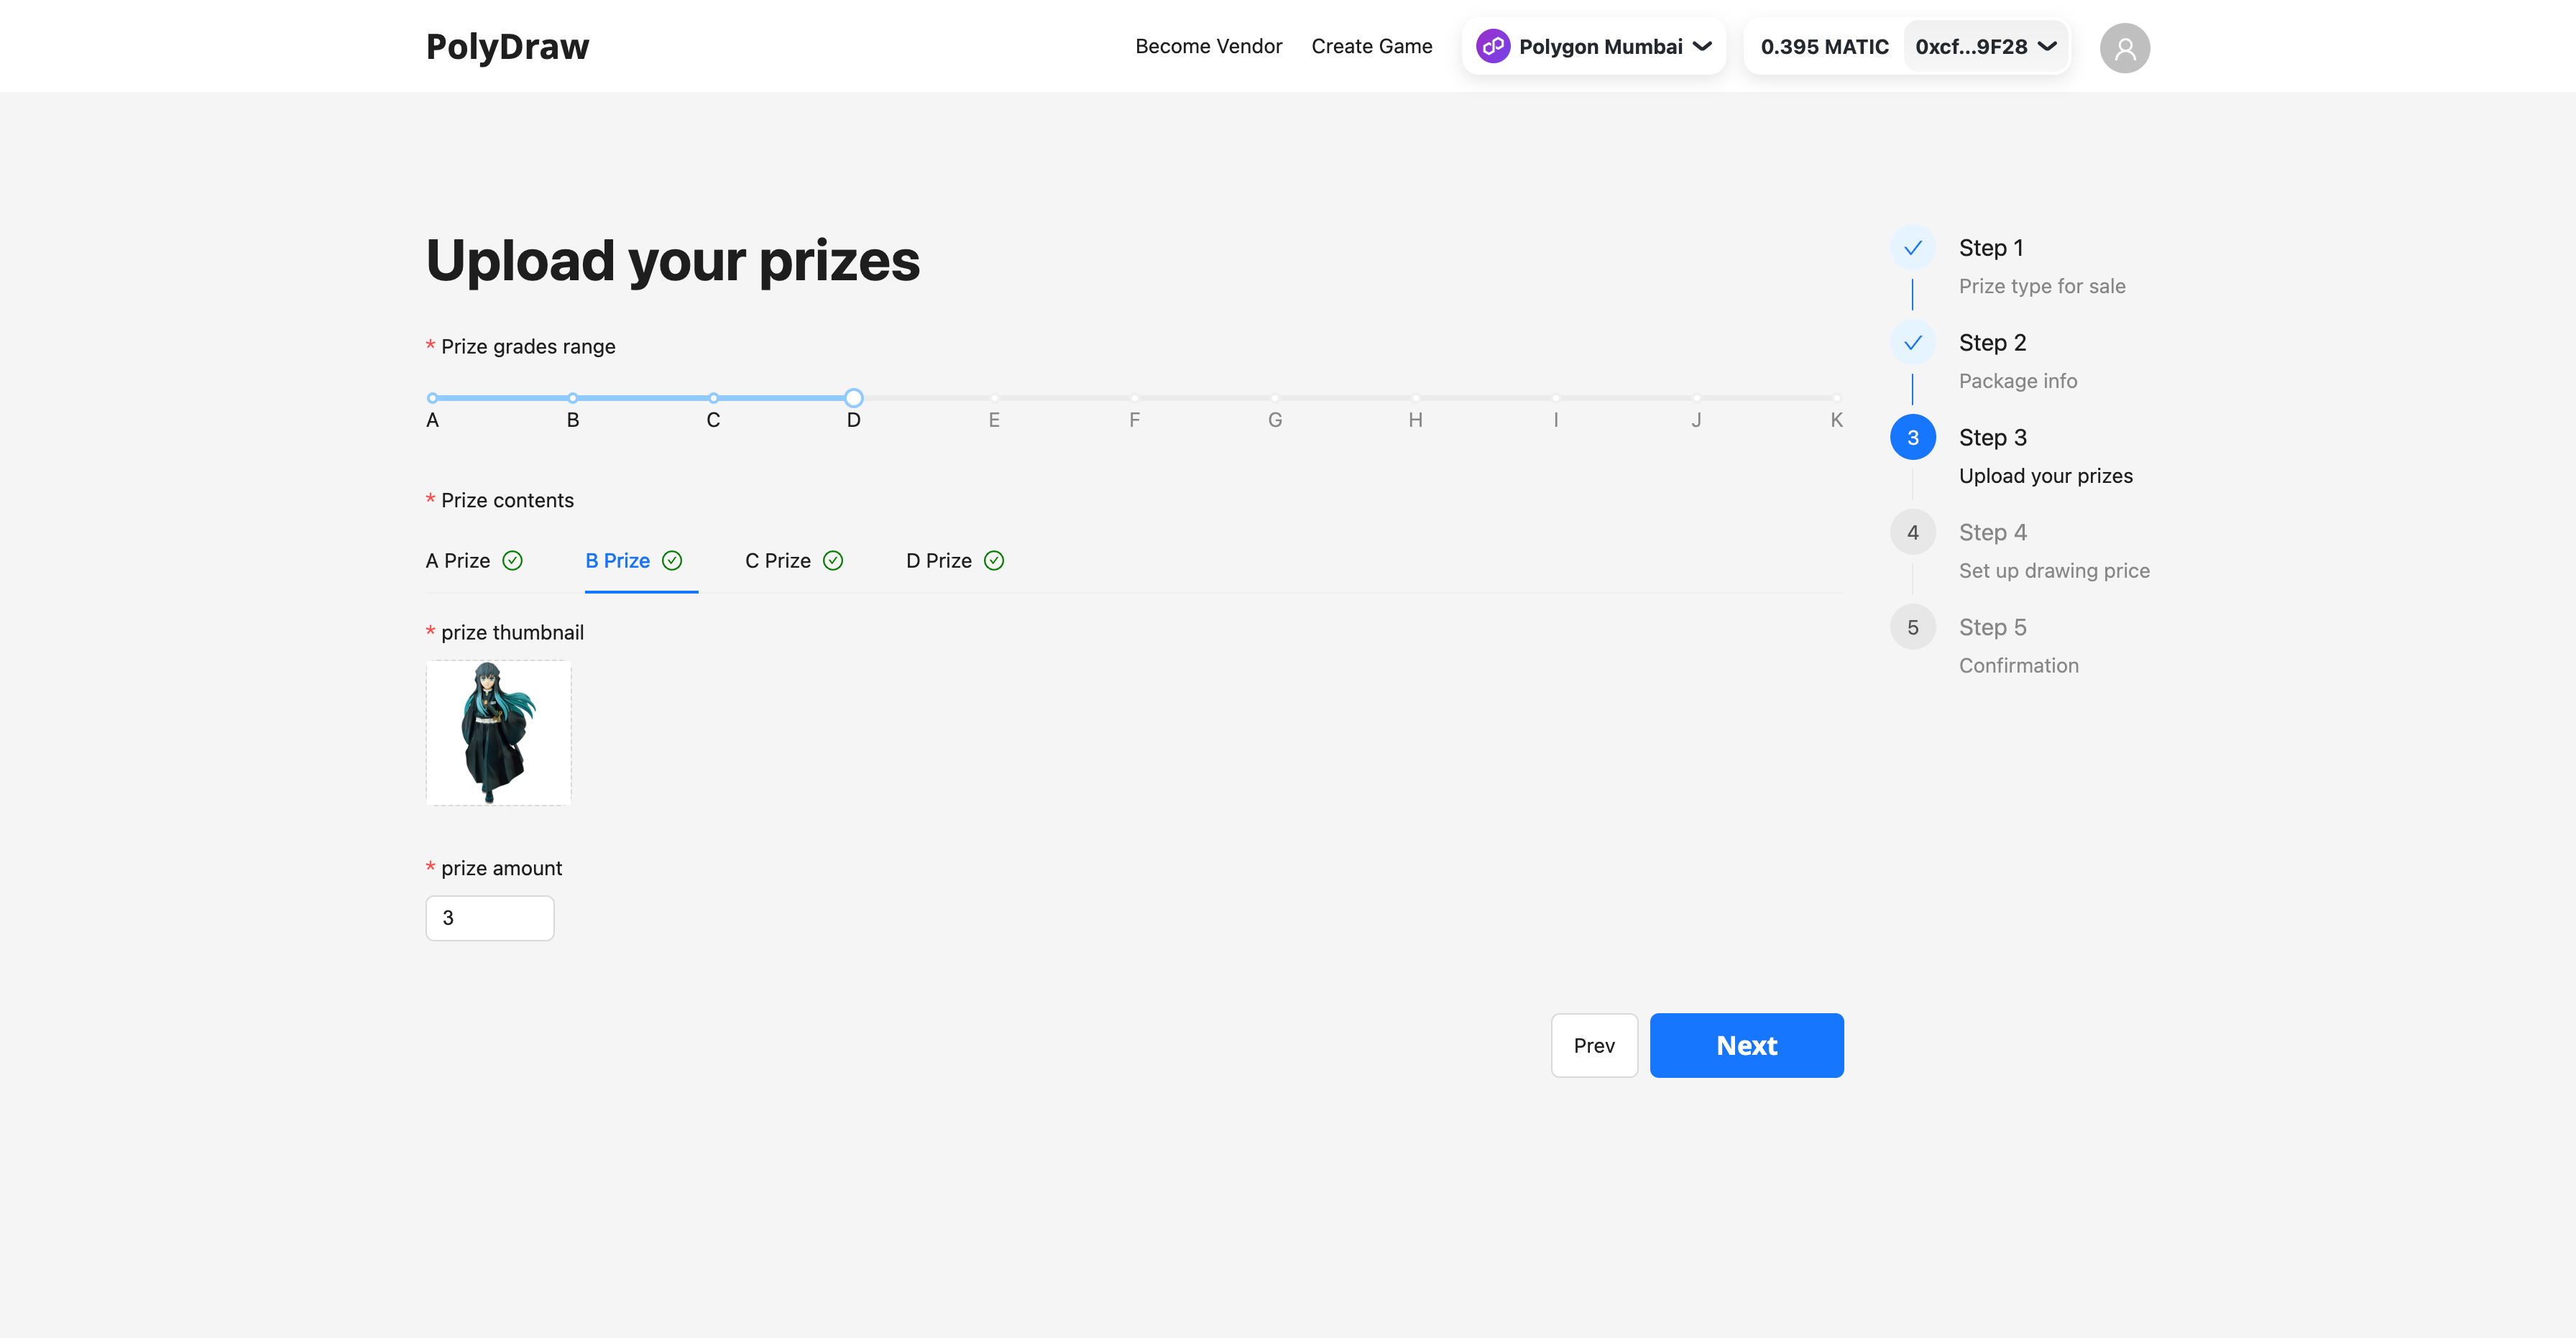 PolyDraw
Become Vendor
Create Game
Polygon Mumbai
0.395 MATIC
0xcf...9F28
Upload your prizes
* Prize grades range
A B C D E F G H I J K
* Prize contents
A Prize
B Prize
C Prize
D Prize
* prize thumbnail
* prize amount
3
Prev
Next
Step 1
Prize type for sale
Step 2
Package info
3 Step 3
Upload your prizes
4 Step 4
Set up drawing price
5 Step 5
Confirmation